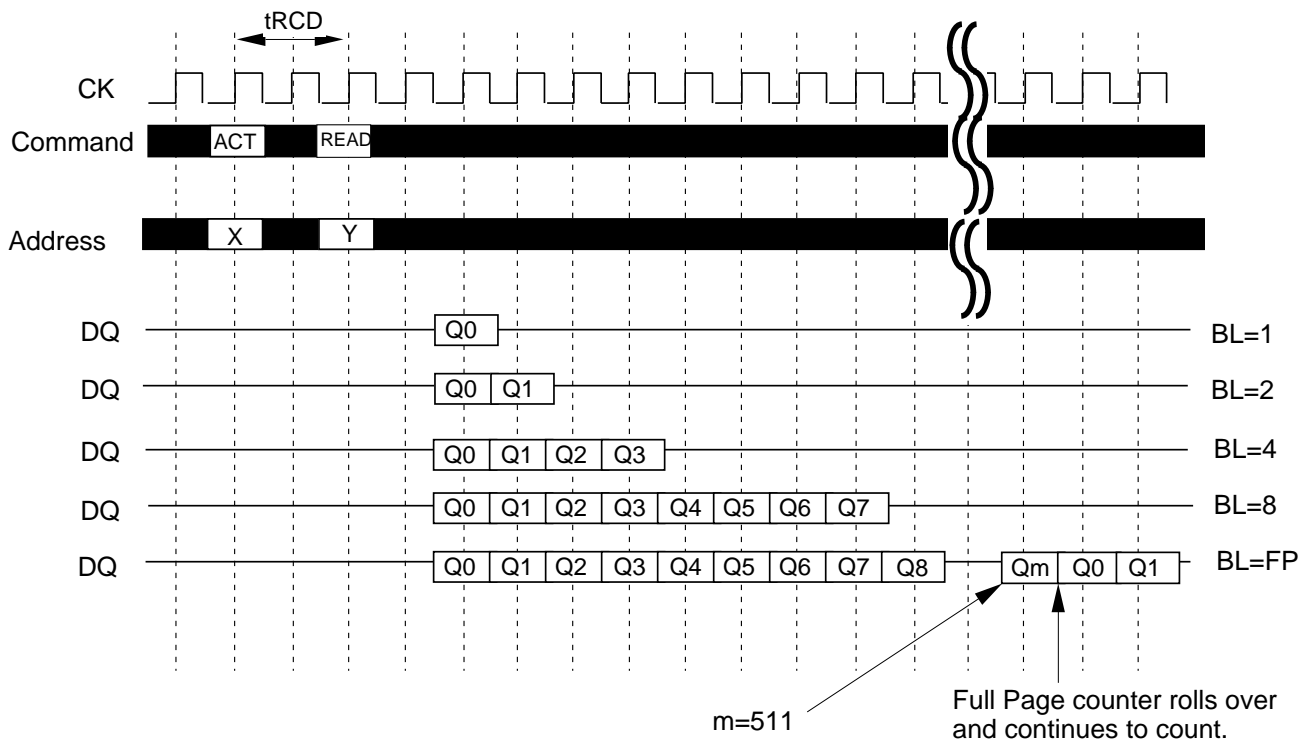 tRCD
CK
Command ACT READ
Address X Y
DQ Q0 BL=1
DQ Q0 Q1 BL=2
DQ Q0 Q1 Q2 Q3 BL=4
DQ Q0 Q1 Q2 Q3 Q4 Q5 Q6 Q7 BL=8
DQ Q0 Q1 Q2 Q3 Q4 Q5 Q6 Q7 Q8 Qm Q0 Q1 BL=FP
m=511
Full Page counter rolls over
and continues to count.